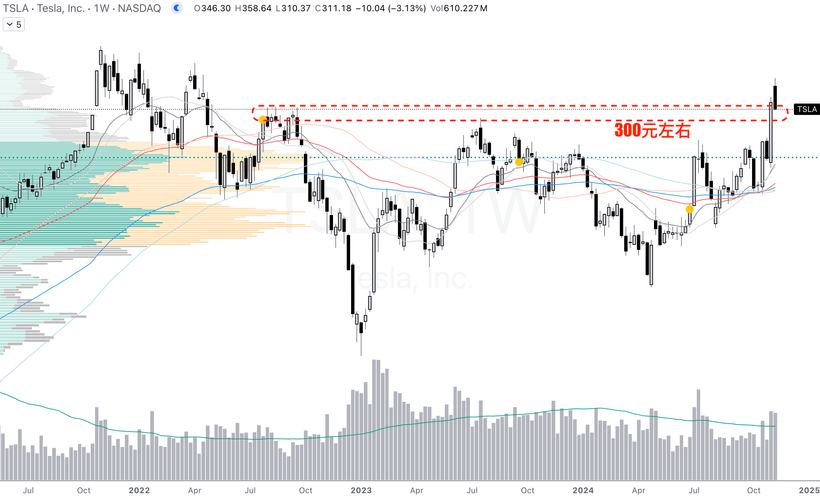 TSLA · Tesla, Inc. · 1W · NASDAQ O346.30 H358.64 L310.37 C311.18 −10.04 (−3.13%) Vol610.227M
5
TSLA
300元左右
TSLA, 1W
Tesla, Inc.
Jul Oct 2022 Apr Jul Oct 2023 Apr Jul Oct 2024 Apr Jul Oct 2025